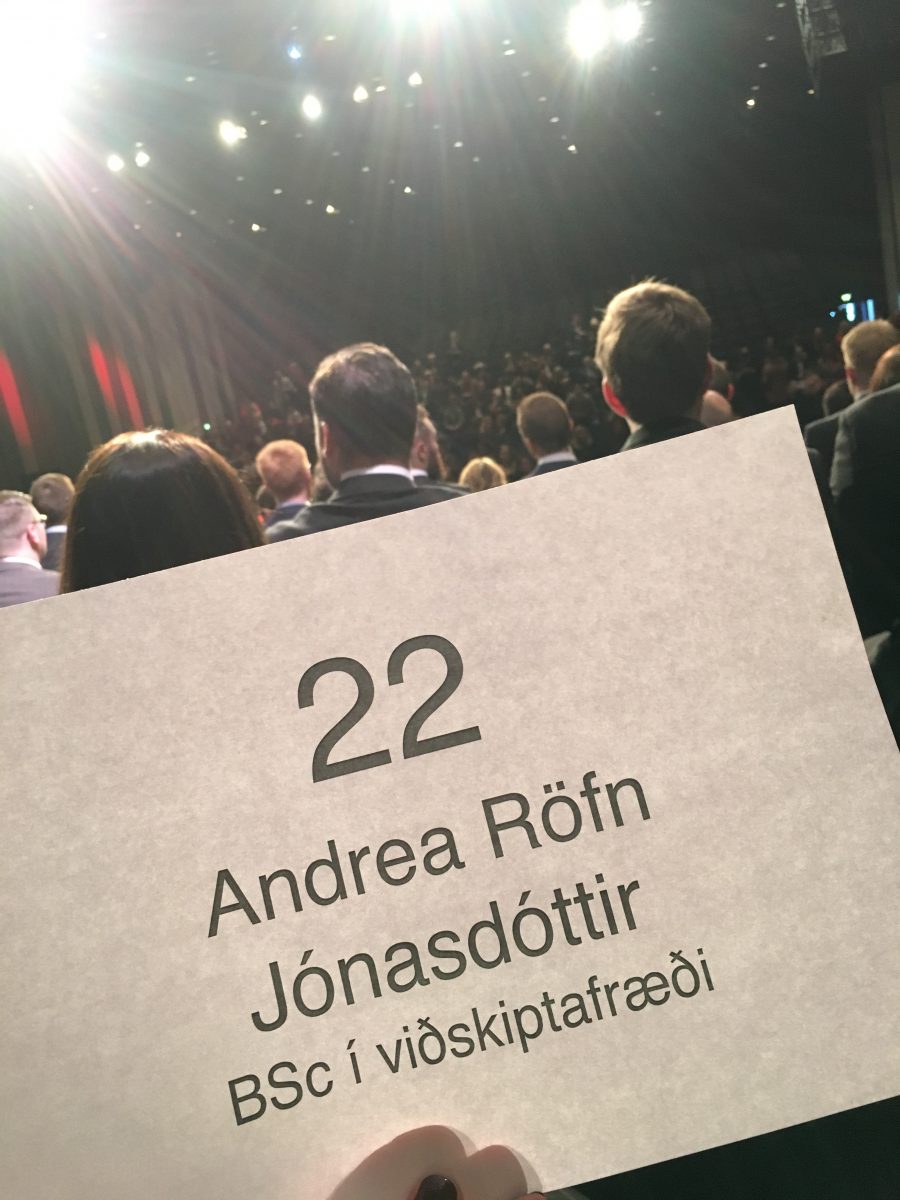 22
Andrea Röfn
Jónasdóttir
BSc í viðskiptafræði